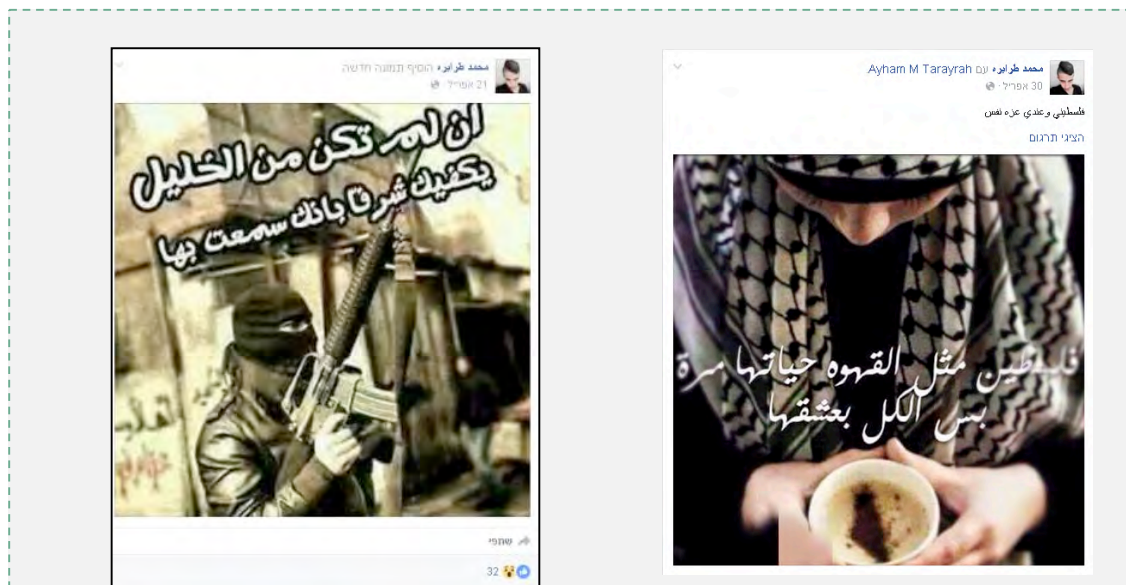 محمد طرايره הוסיף תמונה חדשה
21 אפריל
ان لم تكن من الخليل
يكفيك شرفا بانك سمعت بها
שתפי
32
محمد طرايره עם Ayham M Tarayrah.
30 אפריל
فلسطيني وعندي عزه نفس
הציגי תרגום
فلسطين مثل القهوه حياتها مرة
بس الكل بعشقها